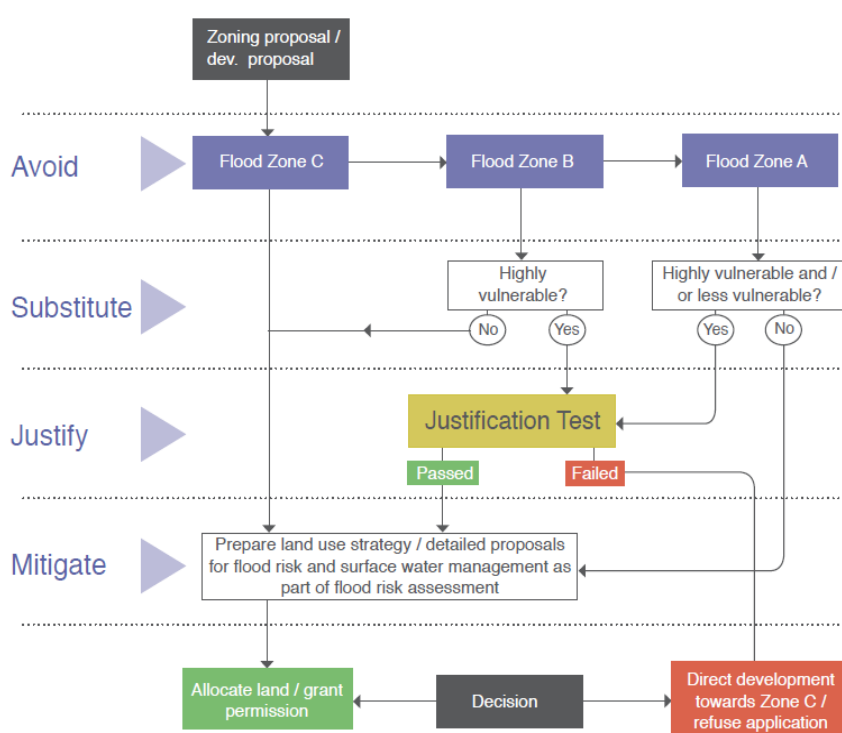 Zoning proposal /
dev. proposal
Avoid
Flood Zone C
Flood Zone B
Flood Zone A
Substitute
Highly
vulnerable?
Highly vulnerable and /
or less vulnerable?
No
Yes
Yes
No
Justify
Justification Test
Passed
Failed
Mitigate
Prepare land use strategy / detailed proposals
for flood risk and surface water management as
part of flood risk assessment
Allocate land / grant
permission
Decision
Direct development
towards Zone C /
refuse application